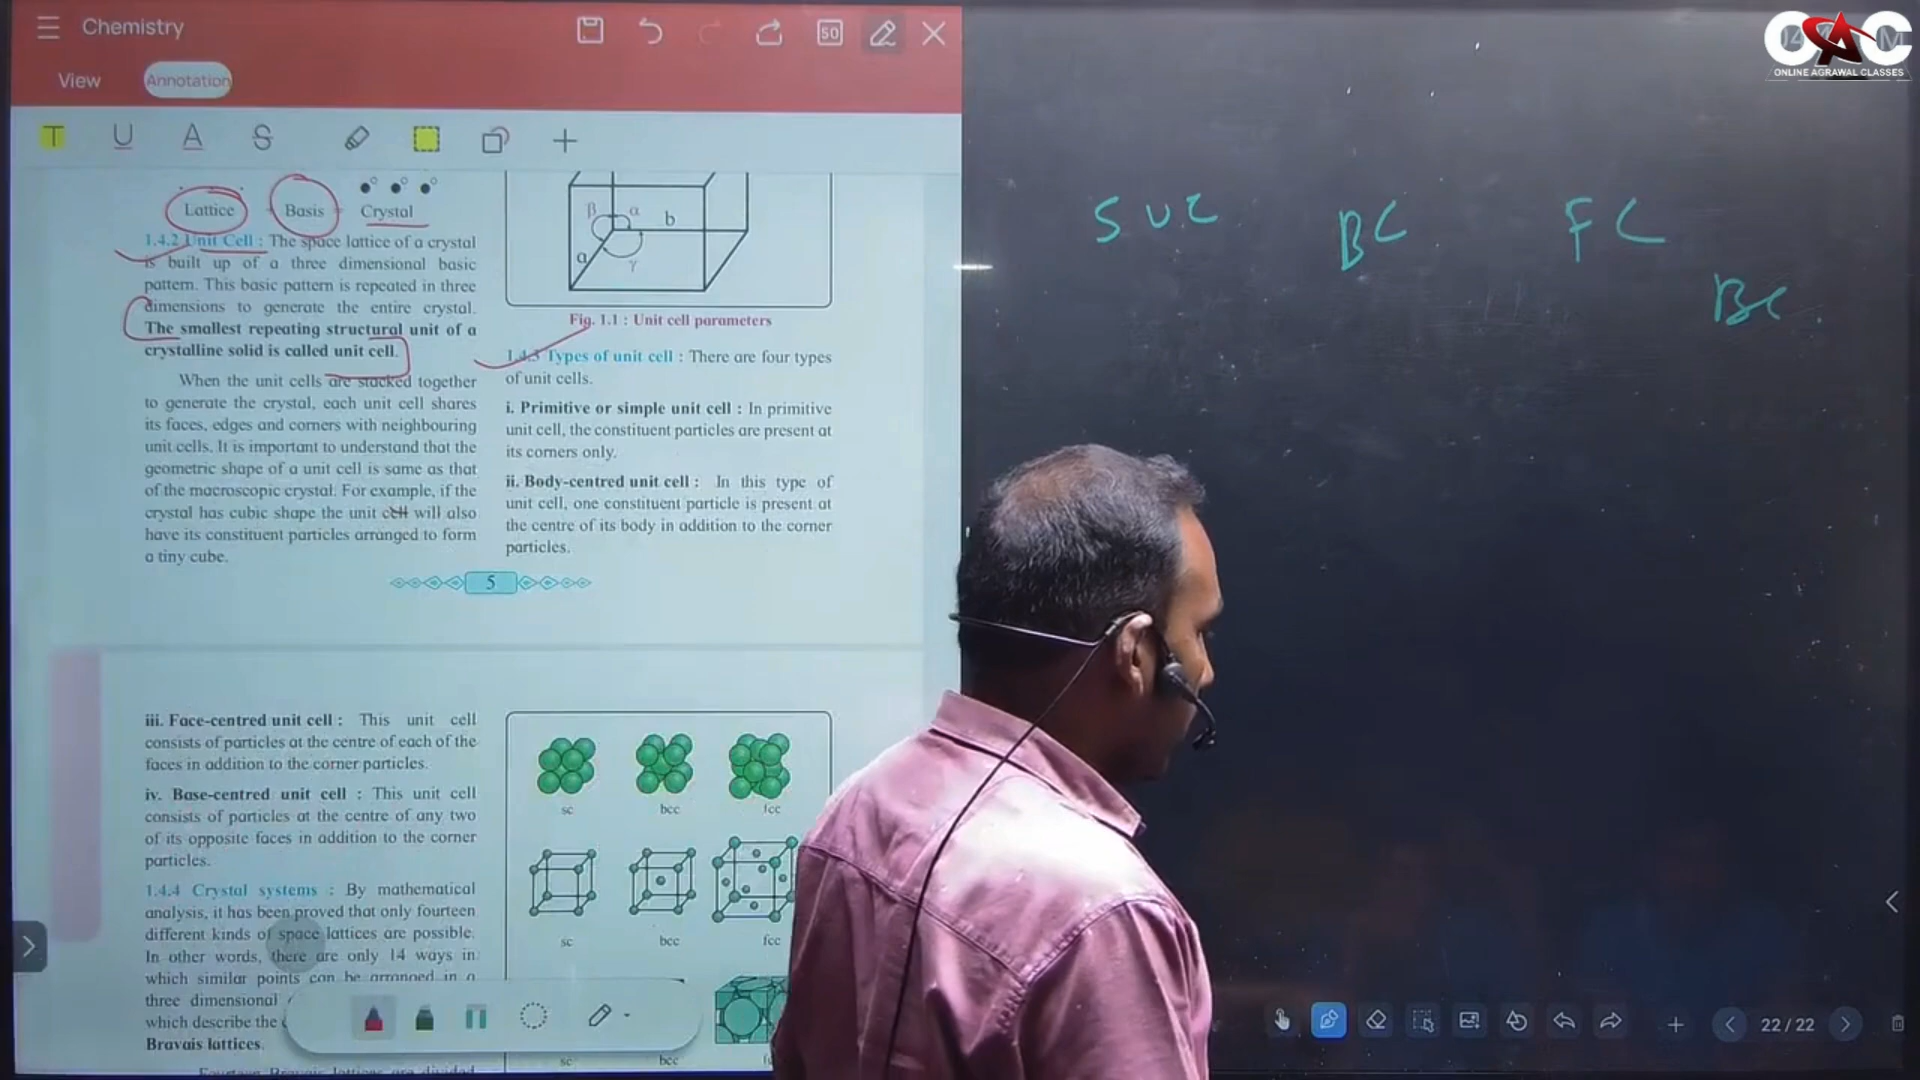 Chemistry
50
View
Annotation
T U A S
Lattice Basis Crystal
1.4.2 Unit Cell : The space lattice of a crystal
is built up of a three dimensional basic
pattern. This basic pattern is repeated in three
dimensions to generate the entire crystal.
The smallest repeating structural unit of a
crystalline solid is called unit cell.
When the unit cells are stacked together
to generate the crystal, each unit cell shares
its faces, edges and corners with neighbouring
unit cells. It is important to understand that the
geometric shape of a unit cell is same as that
of the macroscopic crystal. For example, if the
crystal has cubic shape the unit cell will also
have its constituent particles arranged to form
a tiny cube.
β α b
a γ
Fig. 1.1 : Unit cell parameters
1.4.3 Types of unit cell : There are four types
of unit cells.
i. Primitive or simple unit cell : In primitive
unit cell, the constituent particles are present at
its corners only.
ii. Body-centred unit cell : In this type of
unit cell, one constituent particle is present at
the centre of its body in addition to the corner
particles.
5
iii. Face-centred unit cell : This unit cell
consists of particles at the centre of each of the
faces in addition to the corner particles.
iv. Base-centred unit cell : This unit cell
consists of particles at the centre of any two
of its opposite faces in addition to the corner
particles.
1.4.4 Crystal systems : By mathematical
analysis, it has been proved that only fourteen
different kinds of space lattices are possible.
In other words, there are only 14 ways in
which similar points can be arranged in a
three dimensional
which describe the
Bravais lattices.
Fourteen Bravais lattices are divided
sc bcc fcc
sc bcc fcc
sc bcc
SUC BC FC
BC
OAC
ONLINE AGRAWAL CLASSES
22/22